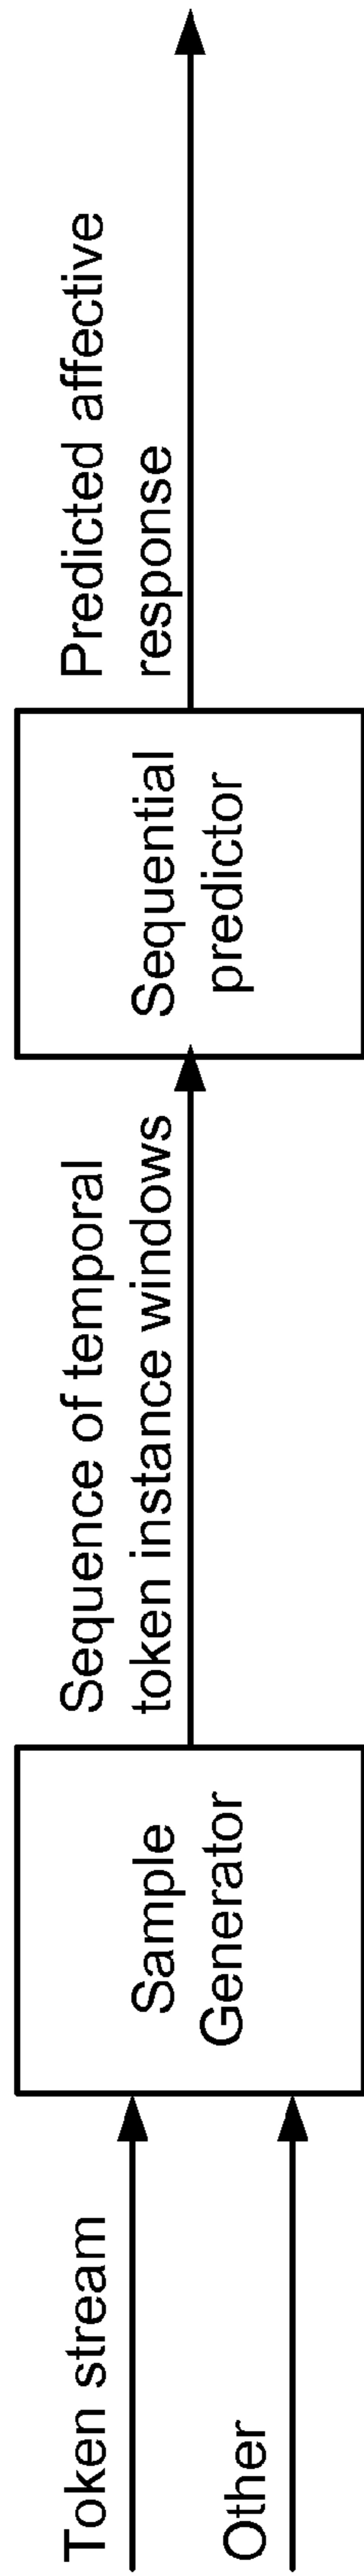 Token stream
Other
Sample
Generator
Sequence of temporal
token instance windows
Sequential
predictor
Predicted affective
response